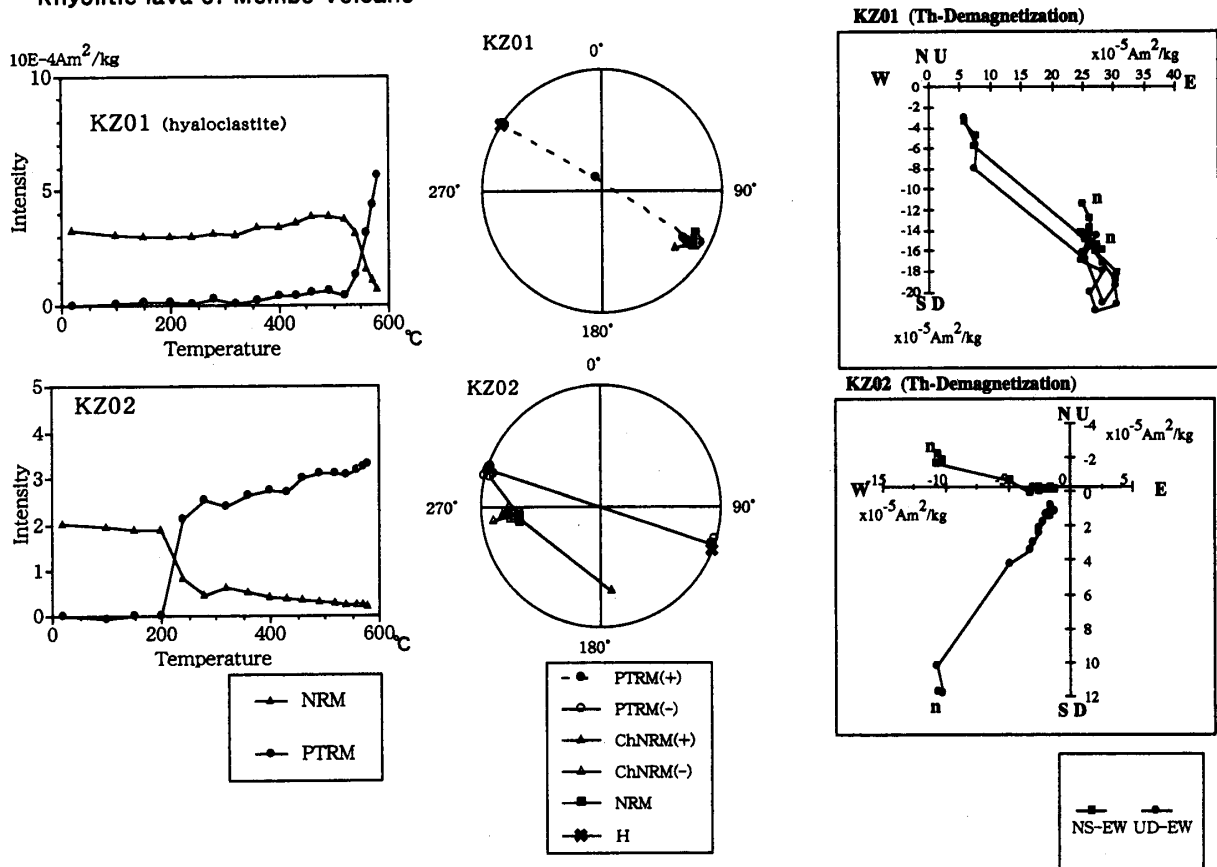 10E-4Am²/kg
10
5
0
Intensity
KZ01 (hyaloclastite)
0 200 400 600 °C
Temperature
5
4
3
2
1
0
Intensity
KZ02
0 200 400 600 °C
Temperature
NRM
PTRM
KZ01
0°
270°
90°
180°
KZ02
0°
270°
90°
180°
PTRM(+)
PTRM(-)
ChNRM(+)
ChNRM(-)
NRM
H
KZ01 (Th-Demagnetization)
N U
x10⁻⁵Am²/kg
W 0 5 10 15 20 25 30 35 40 E
0
-2
-4
-6
-8
-10
-12
-14
-16
-18
-20
n
n
S D
x10⁻⁵Am²/kg
KZ02 (Th-Demagnetization)
N U
-4
x10⁻⁵Am²/kg
n
-2
W 15 -10 -5 0 5 E
x10⁻⁵Am²/kg
0
2
4
6
8
10
12
n
S D
NS-EW UD-EW